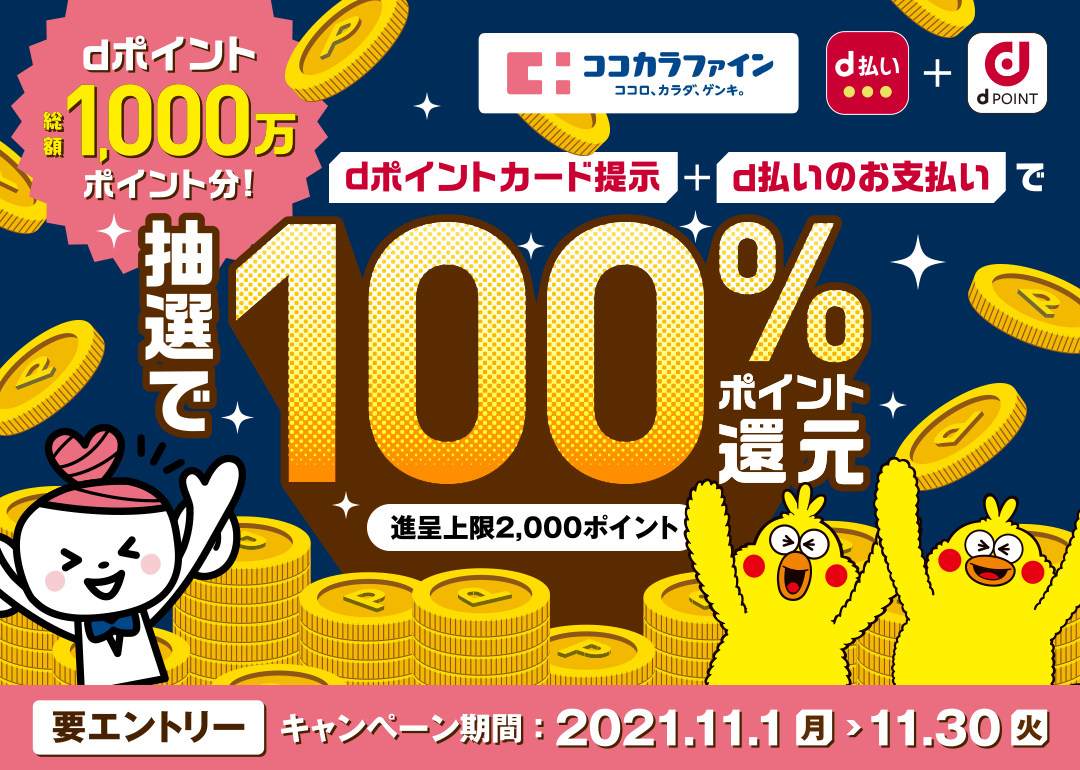 dポイント
総額1,000万
ポイント分!
ココカラファイン
ココロ、カラダ、ゲンキ。
d払い
+
d POINT
dポイントカード提示+d払いのお支払いで
抽選で
100%
ポイント
還元
進呈上限2,000ポイント
要エントリー キャンペーン期間:2021.11.1月>11.30火